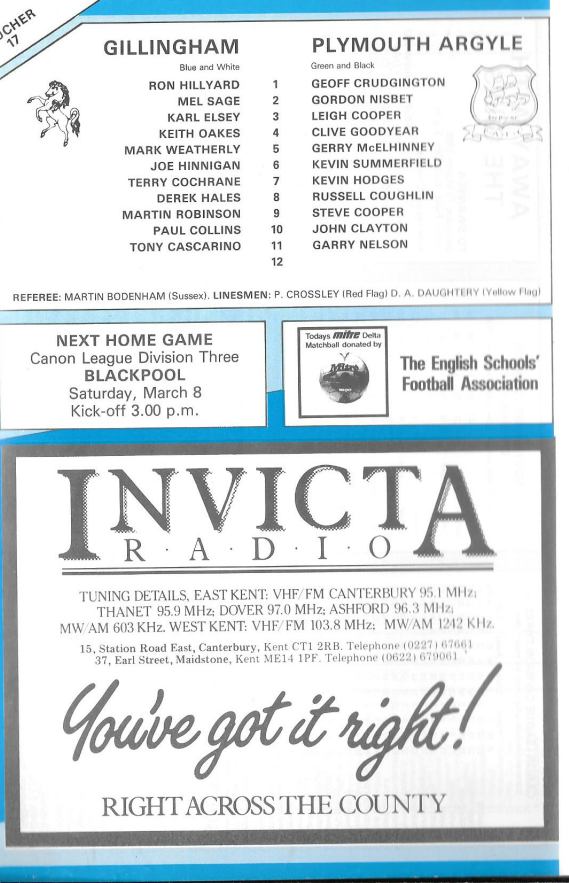 VOUCHER
17
GILLINGHAM
Blue and White
PLYMOUTH ARGYLE
Green and Black
RON HILLYARD 1 GEOFF CRUDGINGTON
MEL SAGE 2 GORDON NISBET
KARL ELSEY 3 LEIGH COOPER
KEITH OAKES 4 CLIVE GOODYEAR
MARK WEATHERLY 5 GERRY McELHINNEY
JOE HINNIGAN 6 KEVIN SUMMERFIELD
TERRY COCHRANE 7 KEVIN HODGES
DEREK HALES 8 RUSSELL COUGHLIN
MARTIN ROBINSON 9 STEVE COOPER
PAUL COLLINS 10 JOHN CLAYTON
TONY CASCARINO 11 GARRY NELSON
12
REFEREE: MARTIN BODENHAM (Sussex). LINESMEN: P. CROSSLEY (Red Flag) D. A. DAUGHTERY (Yellow Flag)
NEXT HOME GAME
Canon League Division Three
BLACKPOOL
Saturday, March 8
Kick-off 3.00 p.m.
Todays mitre Delta
Matchball donated by
Mitre
The English Schools'
Football Association
INVICTA
R·A·D·I·O
TUNING DETAILS, EAST KENT: VHF/FM CANTERBURY 95.1 MHz;
THANET 95.9 MHz; DOVER 97.0 MHz; ASHFORD 96.3 MHz;
MW/AM 603 KHz. WEST KENT: VHF/FM 103.8 MHz; MW/AM 1242 KHz.
15, Station Road East, Canterbury, Kent CT1 2RB. Telephone (0227) 67661
37, Earl Street, Maidstone, Kent ME14 1PF. Telephone (0622) 679061
You've got it right!
RIGHT ACROSS THE COUNTY